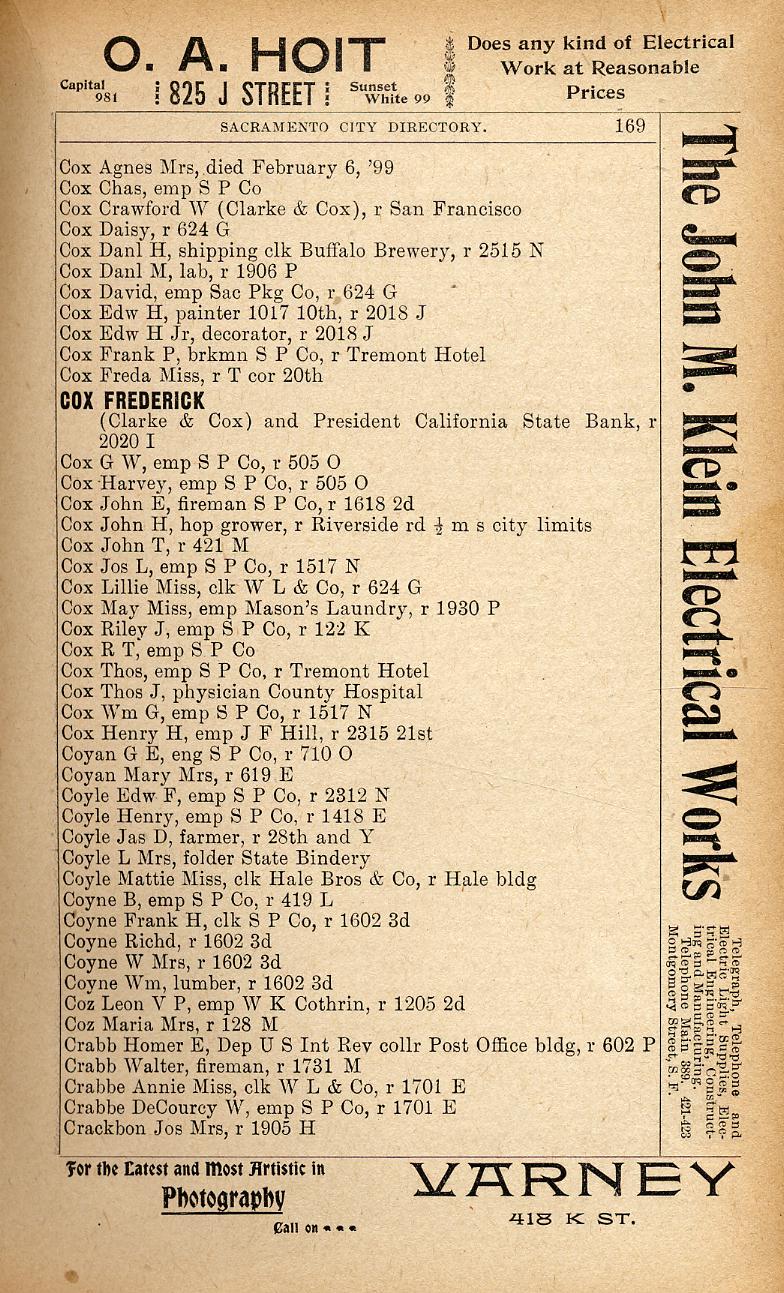 O. A. HOIT
Capital 981
825 J STREET
Sunset White 99
Does any kind of Electrical
Work at Reasonable
Prices
SACRAMENTO CITY DIRECTORY. 169
Cox Agnes Mrs, died February 6, '99
Cox Chas, emp S P Co
Cox Crawford W (Clarke & Cox), r San Francisco
Cox Daisy, r 624 G
Cox Danl H, shipping clk Buffalo Brewery, r 2515 N
Cox Danl M, lab, r 1906 P
Cox David, emp Sac Pkg Co, r 624 G
Cox Edw H, painter 1017 10th, r 2018 J
Cox Edw H Jr, decorator, r 2018 J
Cox Frank P, brkmn S P Co, r Tremont Hotel
Cox Freda Miss, r T cor 20th
COX FREDERICK
(Clarke & Cox) and President California State Bank, r
2020 I
Cox G W, emp S P Co, r 505 O
Cox Harvey, emp S P Co, r 505 O
Cox John E, fireman S P Co, r 1618 2d
Cox John H, hop grower, r Riverside rd ½ m s city limits
Cox John T, r 421 M
Cox Jos L, emp S P Co, r 1517 N
Cox Lillie Miss, clk W L & Co, r 624 G
Cox May Miss, emp Mason's Laundry, r 1930 P
Cox Riley J, emp S P Co, r 122 K
Cox R T, emp S P Co
Cox Thos, emp S P Co, r Tremont Hotel
Cox Thos J, physician County Hospital
Cox Wm G, emp S P Co, r 1517 N
Cox Henry H, emp J F Hill, r 2315 21st
Coyan G E, eng S P Co, r 710 O
Coyan Mary Mrs, r 619 E
Coyle Edw F, emp S P Co, r 2312 N
Coyle Henry, emp S P Co, r 1418 E
Coyle Jas D, farmer, r 28th and Y
Coyle L Mrs, folder State Bindery
Coyle Mattie Miss, clk Hale Bros & Co, r Hale bldg
Coyne B, emp S P Co, r 419 L
Coyne Frank H, clk S P Co, r 1602 3d
Coyne Richd, r 1602 3d
Coyne W Mrs, r 1602 3d
Coyne Wm, lumber, r 1602 3d
Coz Leon V P, emp W K Cothrin, r 1205 2d
Coz Maria Mrs, r 128 M
Crabb Homer E, Dep U S Int Rev collr Post Office bldg, r 602 P
Crabb Walter, fireman, r 1731 M
Crabbe Annie Miss, clk W L & Co, r 1701 E
Crabbe DeCourcy W, emp S P Co, r 1701 E
Crackbon Jos Mrs, r 1905 H
The John M. Klein Electrical Works
Telegraph, Telephone and
Electric Light Supplies, Elec-
trical Engineering, Construct-
ing and Manufacturing.
Telephone Main 389. 421-423
Montgomery Street, S. F.
For the Latest and Most Artistic in
Photography
Call on
VARNEY
418 K ST.